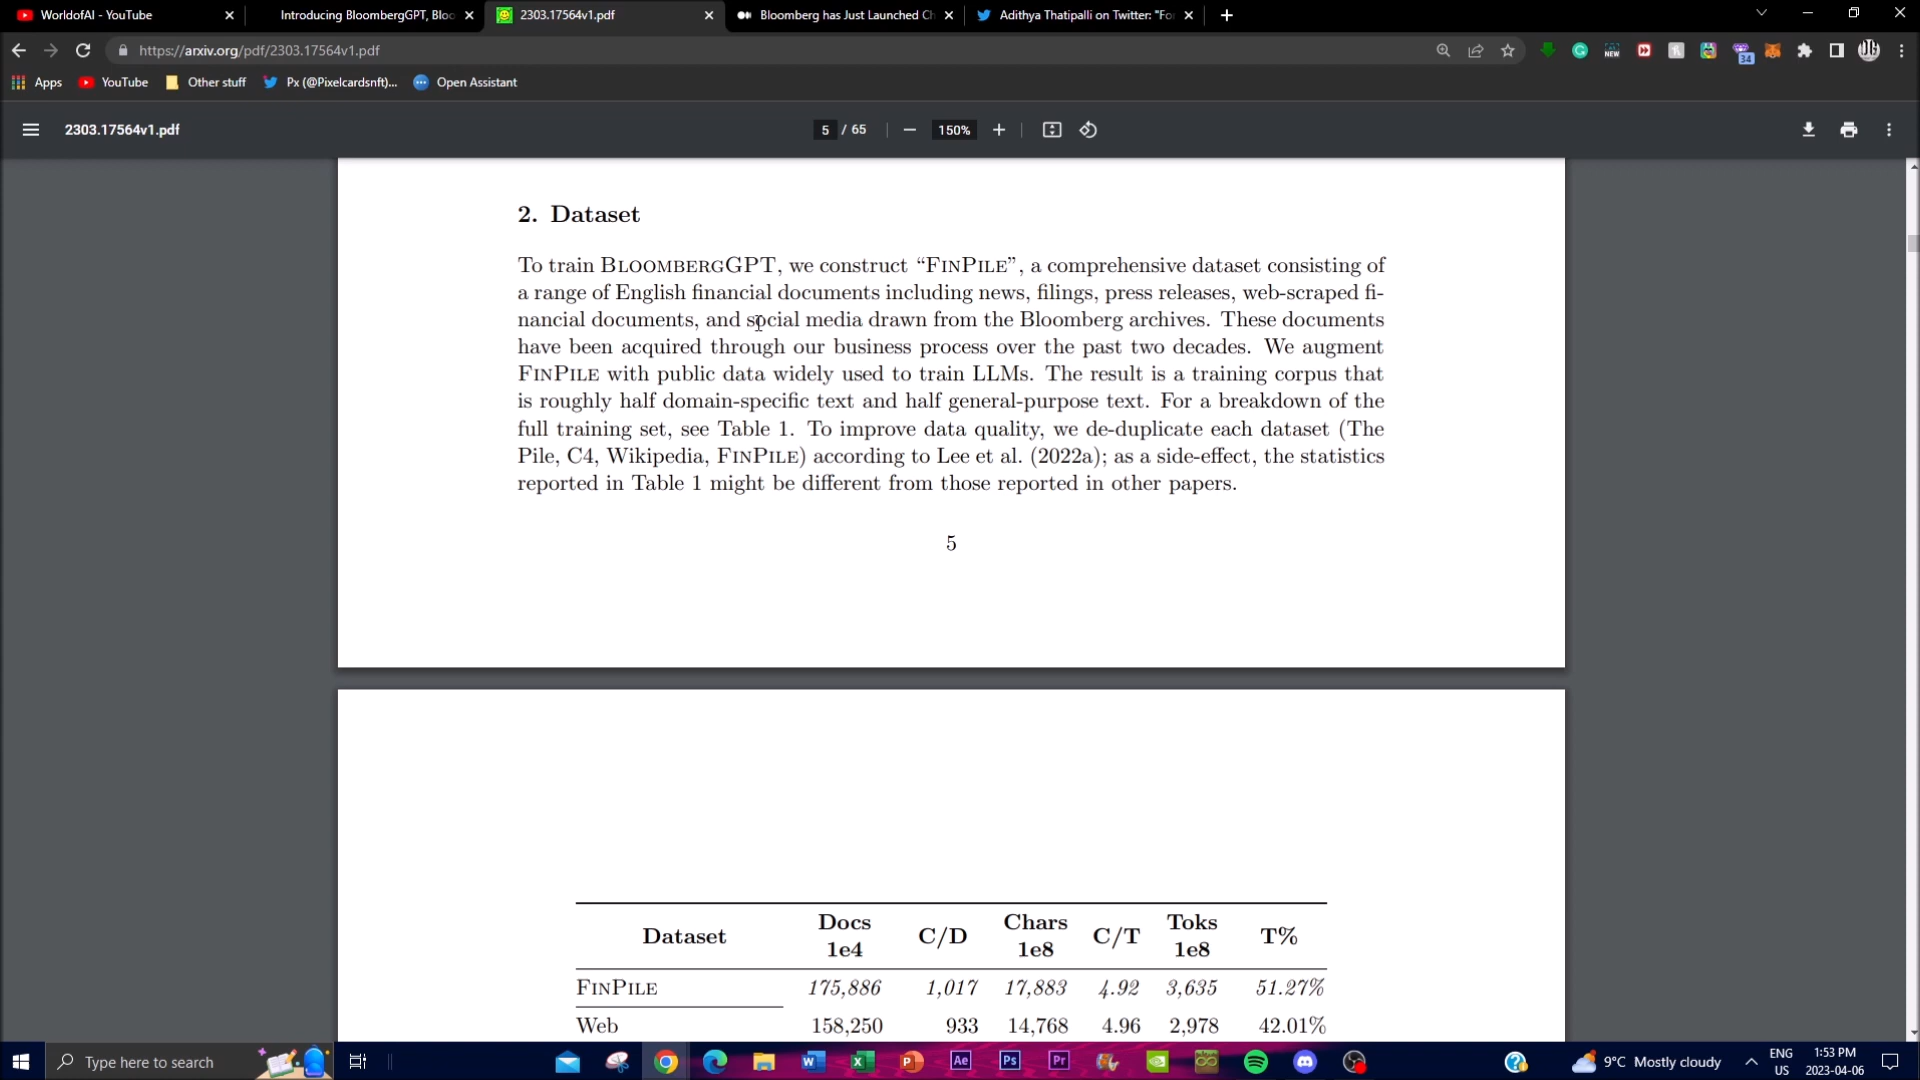 WorldofAI - YouTube
Introducing BloombergGPT, Bloo
2303.17564v1.pdf
Bloomberg has Just Launched Ch
Adithya Thatipalli on Twitter: "Fo
https://arxiv.org/pdf/2303.17564v1.pdf
NEW
34
Apps
YouTube
Other stuff
Px (@Pixelcardsnft)...
Open Assistant
2303.17564v1.pdf
5 / 65
150%
2. Dataset
To train BLOOMBERGGPT, we construct “FINPILE”, a comprehensive dataset consisting of
a range of English financial documents including news, filings, press releases, web-scraped fi-
nancial documents, and social media drawn from the Bloomberg archives. These documents
have been acquired through our business process over the past two decades. We augment
FINPILE with public data widely used to train LLMs. The result is a training corpus that
is roughly half domain-specific text and half general-purpose text. For a breakdown of the
full training set, see Table 1. To improve data quality, we de-duplicate each dataset (The
Pile, C4, Wikipedia, FINPILE) according to Lee et al. (2022a); as a side-effect, the statistics
reported in Table 1 might be different from those reported in other papers.
5
Dataset Docs 1e4 C/D Chars 1e8 C/T Toks 1e8 T%
FINPILE 175,886 1,017 17,883 4.92 3,635 51.27%
Web 158,250 933 14,768 4.96 2,978 42.01%
Type here to search
Ae
Ps
Pr
9°C Mostly cloudy
ENG
US
1:53 PM
2023-04-06